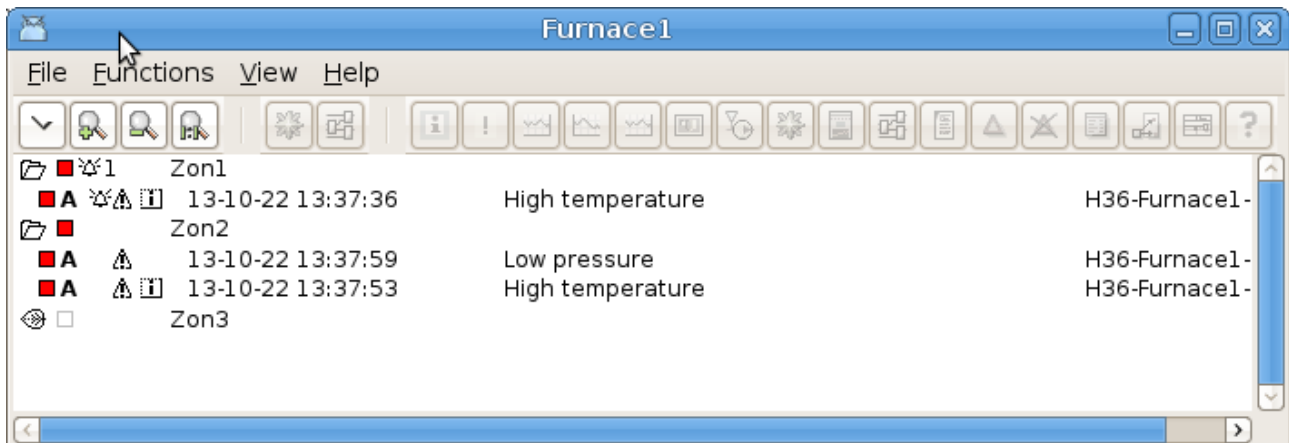 Furnace1
File Functions View Help
1 Zon1
A 13-10-22 13:37:36 High temperature H36-Furnace1-
Zon2
A 13-10-22 13:37:59 Low pressure H36-Furnace1-
A 13-10-22 13:37:53 High temperature H36-Furnace1-
Zon3